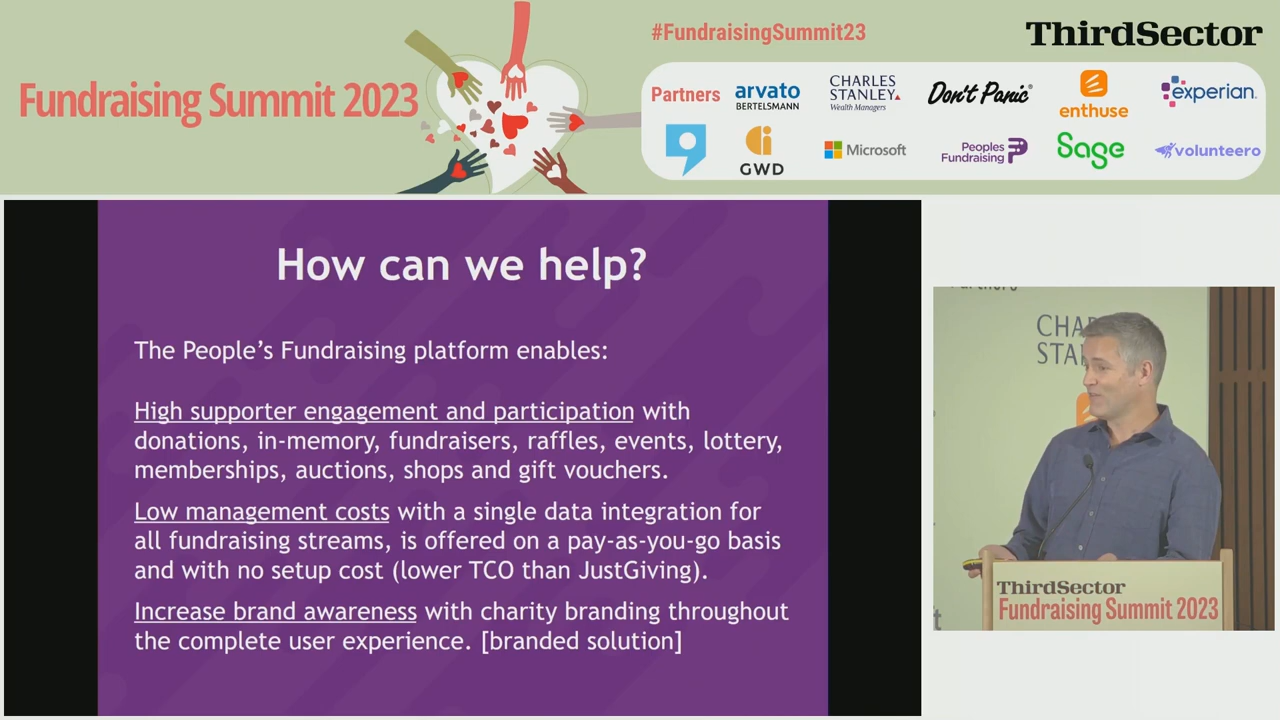 Fundraising Summit 2023
#FundraisingSummit23
ThirdSector
Partners
arvato
BERTELSMANN
CHARLES
STANLEY
Wealth Managers
Don't Panic
enthuse
experian.
GWD
Microsoft
Peoples
Fundraising
Sage
volunteero
How can we help?
The People's Fundraising platform enables:
High supporter engagement and participation with
donations, in-memory, fundraisers, raffles, events, lottery,
memberships, auctions, shops and gift vouchers.
Low management costs with a single data integration for
all fundraising streams, is offered on a pay-as-you-go basis
and with no setup cost (lower TCO than JustGiving).
Increase brand awareness with charity branding throughout
the complete user experience. [branded solution]
CHA
STA
ThirdSector
Fundraising Summit 2023